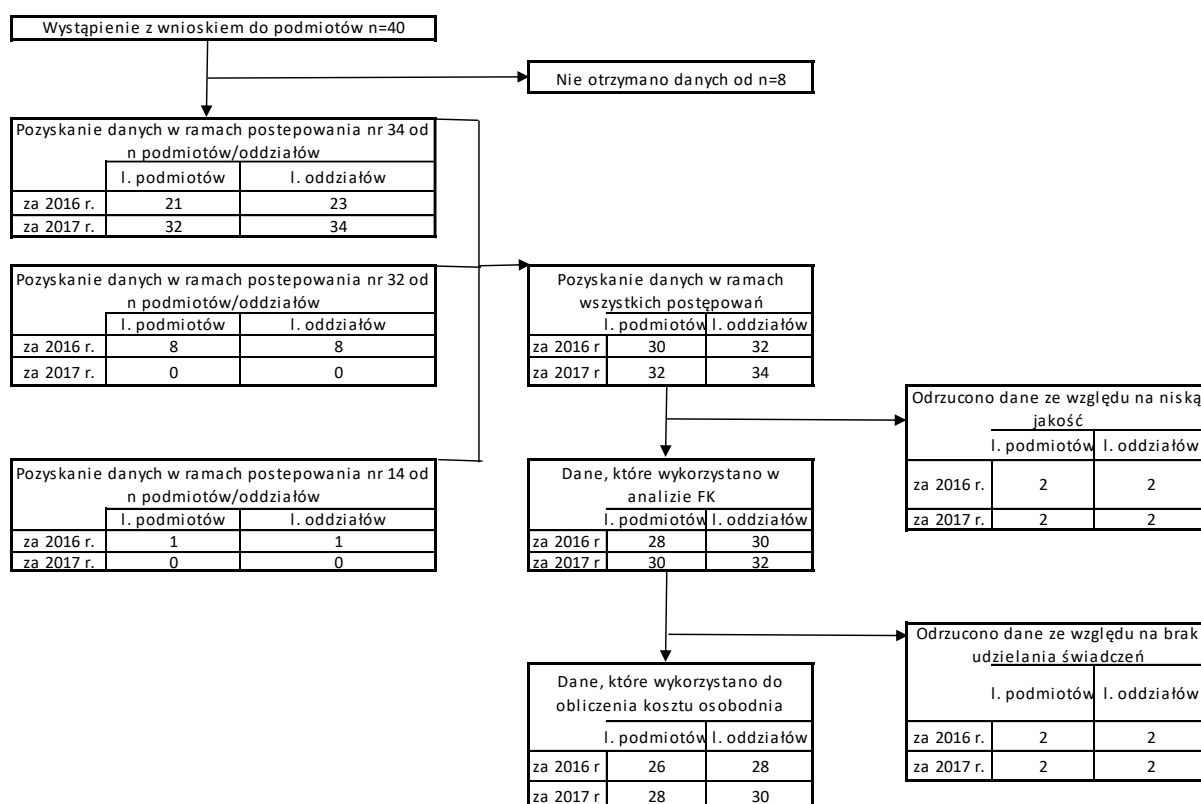 Wystąpienie z wnioskiem do podmiotów n=40
Nie otrzymano danych od n=8
Pozyskanie danych w ramach postepowania nr 34 od
n podmiotów/oddziałów
l. podmiotów l. oddziałów
za 2016 r. 21 23
za 2017 r. 32 34
Pozyskanie danych w ramach postepowania nr 32 od
n podmiotów/oddziałów
l. podmiotów l. oddziałów
za 2016 r. 8 8
za 2017 r. 0 0
Pozyskanie danych w ramach postepowania nr 14 od
n podmiotów/oddziałów
l. podmiotów l. oddziałów
za 2016 r. 1 1
za 2017 r. 0 0
Pozyskanie danych w ramach
wszystkich postępowań
l. podmiotów l. oddziałów
za 2016 r 30 32
za 2017 r 32 34
Odrzucono dane ze względu na niską
jakość
l. podmiotów l. oddziałów
za 2016 r. 2 2
za 2017 r. 2 2
Dane, które wykorzystano w
analizie FK
l. podmiotów l. oddziałów
za 2016 r 28 30
za 2017 r 30 32
Odrzucono dane ze względu na brak
udzielania świadczeń
l. podmiotów l. oddziałów
za 2016 r. 2 2
za 2017 r. 2 2
Dane, które wykorzystano do
obliczenia kosztu osobodnia
l. podmiotów l. oddziałów
za 2016 r 26 28
za 2017 r 28 30